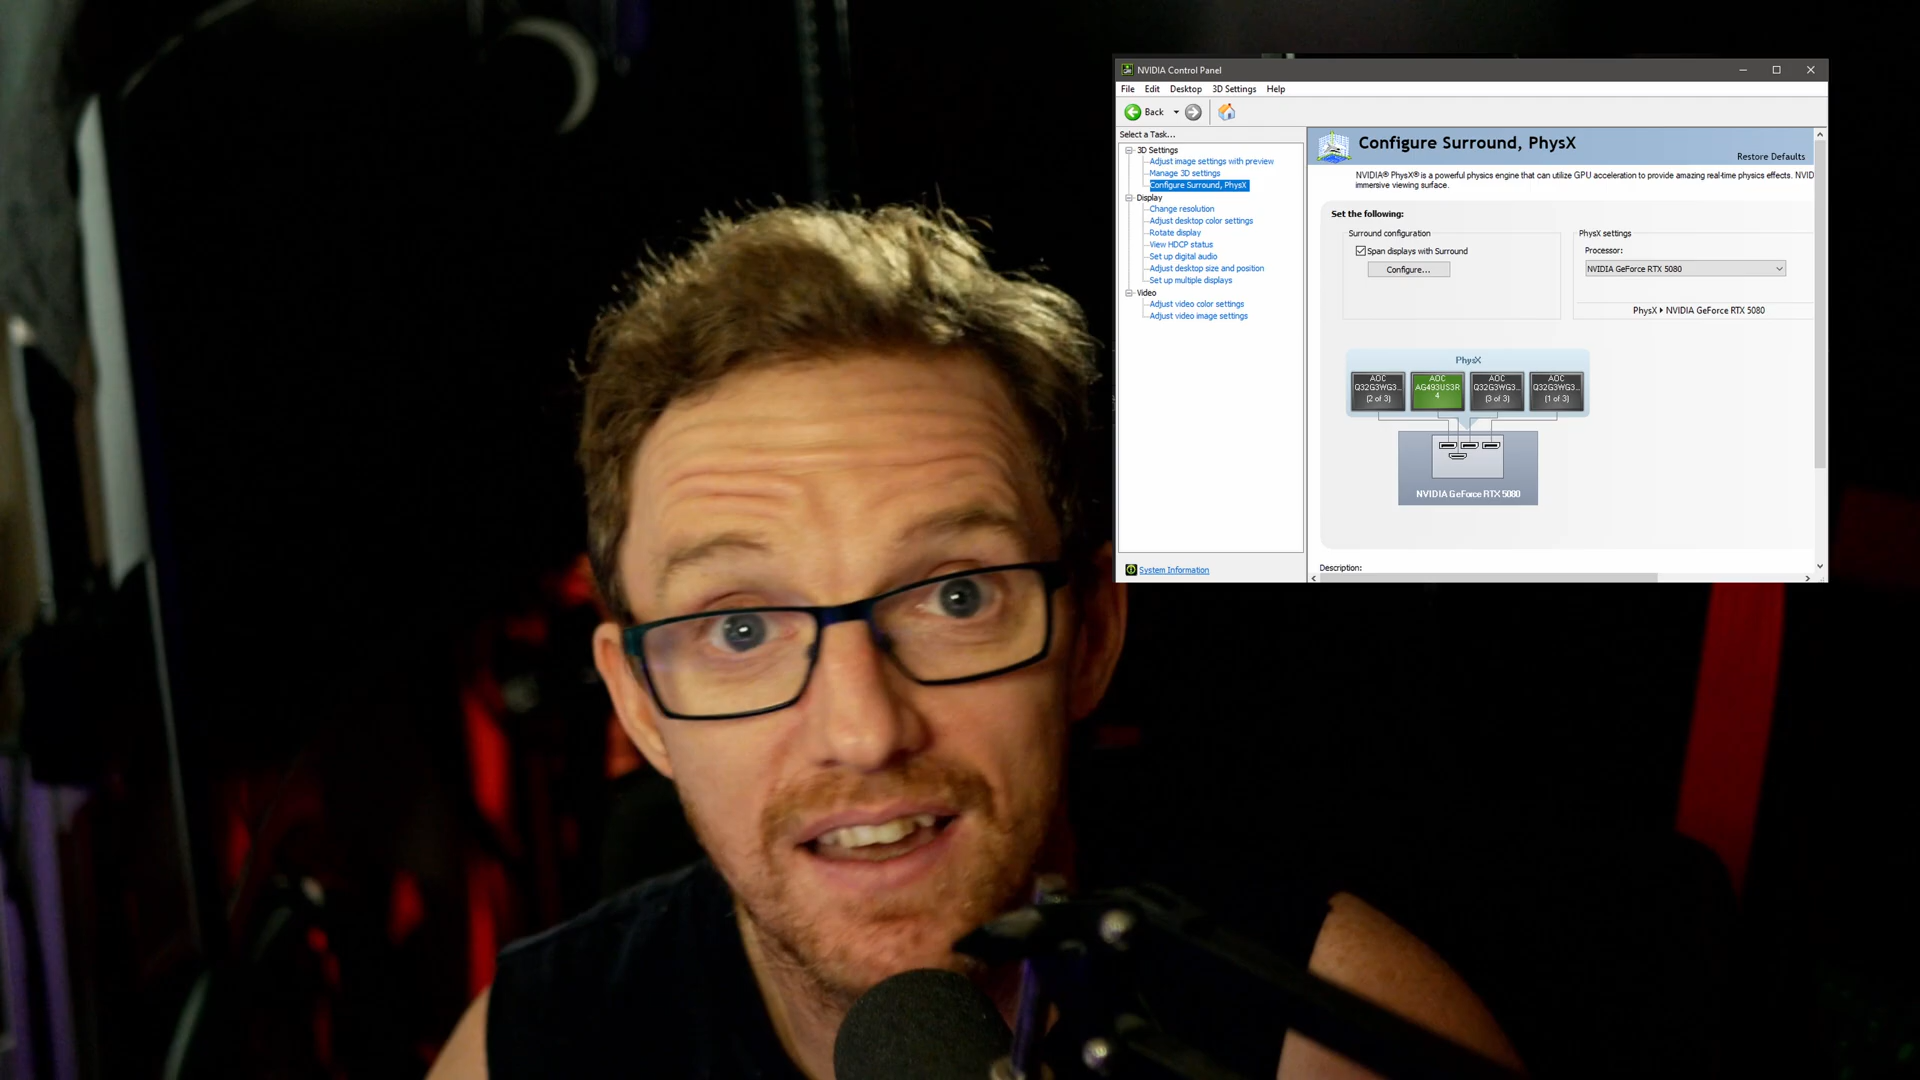 NVIDIA Control Panel
File Edit Desktop 3D Settings Help
Back
Select a Task...
3D Settings
Adjust image settings with preview
Manage 3D settings
Configure Surround, PhysX
Display
Change resolution
Adjust desktop color settings
Rotate display
View HDCP status
Set up digital audio
Adjust desktop size and position
Set up multiple displays
Video
Adjust video color settings
Adjust video image settings
System Information
Configure Surround, PhysX
Restore Defaults
NVIDIA® PhysX® is a powerful physics engine that can utilize GPU acceleration to provide amazing real-time physics effects. NVID
immersive viewing surface.
Set the following:
Surround configuration
Span displays with Surround
Configure...
PhysX settings
Processor:
NVIDIA GeForce RTX 5080
PhysX NVIDIA GeForce RTX 5080
PhysX
AOC
Q32G3WG3...
(2 of 3)
AOC
AG493US3R
4
AOC
Q32G3WG3...
(3 of 3)
AOC
Q32G3WG3...
(1 of 3)
NVIDIA GeForce RTX 5080
Description: